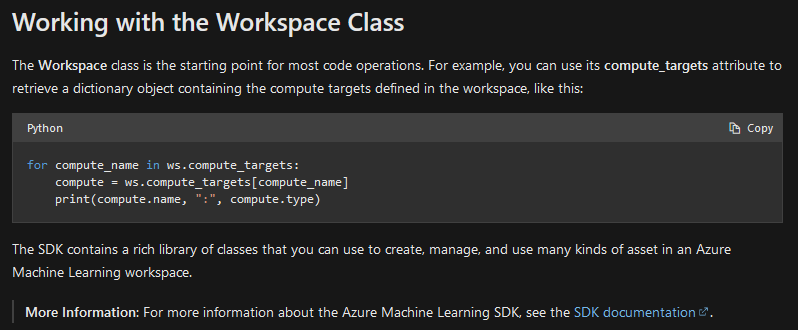 Working with the Workspace Class
The Workspace class is the starting point for most code operations. For example, you can use its compute_targets attribute to
retrieve a dictionary object containing the compute targets defined in the workspace, like this:
Python
Copy
for compute_name in ws.compute_targets:
    compute = ws.compute_targets[compute_name]
    print(compute.name, ":", compute.type)
The SDK contains a rich library of classes that you can use to create, manage, and use many kinds of asset in an Azure
Machine Learning workspace.
More Information: For more information about the Azure Machine Learning SDK, see the SDK documentation.